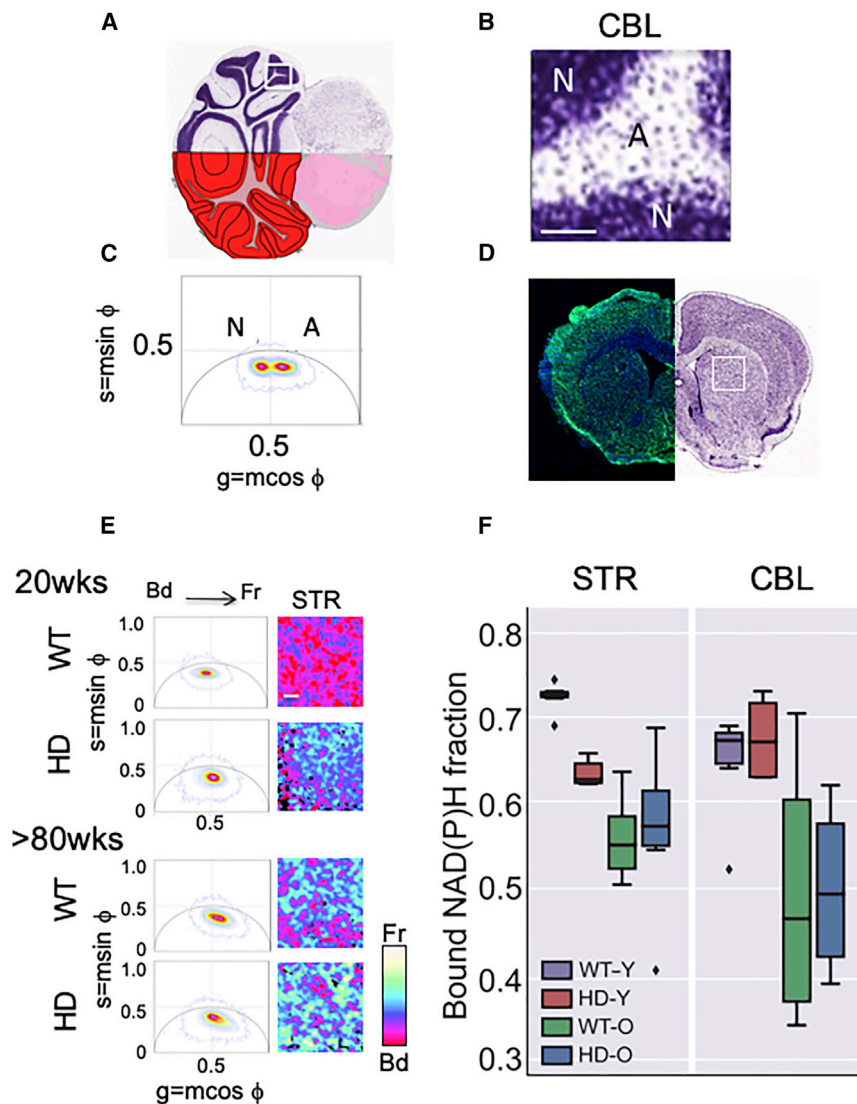 A
B
CBL
N
A
N
C
D
s=msin ϕ
0.5
N
A
0.5
g=mcos ϕ
E
F
20wks
Bd
Fr
STR
WT
s=msin ϕ
1.0
0.5
0
HD
1.0
0.5
0
0.5
>80wks
WT
s=msin ϕ
1.0
0.5
0
HD
1.0
0.5
0
0.5
g=mcos ϕ
Fr
Bd
STR
CBL
Bound NAD(P)H fraction
0.8
0.7
0.6
0.5
0.4
0.3
WT–Y
HD-Y
WT-O
HD-O